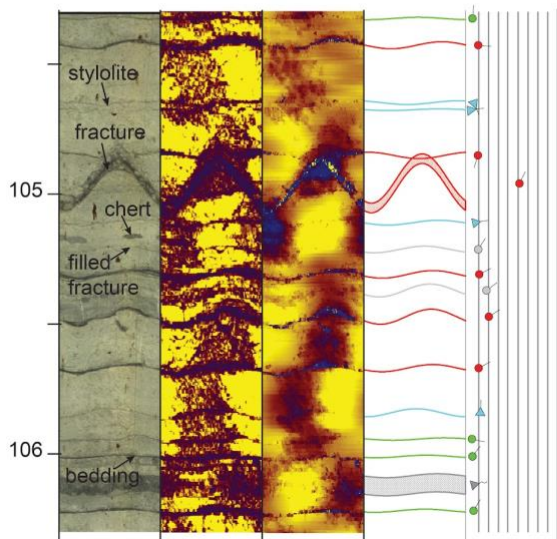 stylolite
fracture
105
chert
filled
fracture
106
bedding